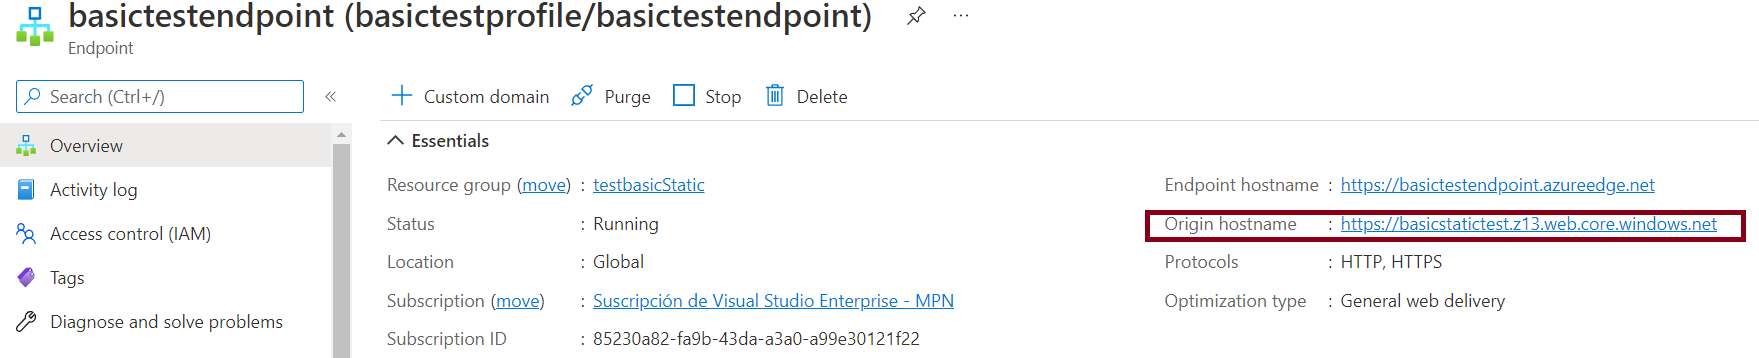 basictestendpoint (basictestprofile/basictestendpoint) ...
Endpoint
Search (Ctrl+/) «
Custom domain Purge Stop Delete
Overview
Activity log
Access control (IAM)
Tags
Diagnose and solve problems
Essentials
Resource group (move) : testbasicStatic
Status : Running
Location : Global
Subscription (move) : Suscripción de Visual Studio Enterprise - MPN
Subscription ID : 85230a82-fa9b-43da-a3a0-a99e30121f22
Endpoint hostname : https://basictestendpoint.azureedge.net
Origin hostname : https://basicstatictest.z13.web.core.windows.net
Protocols : HTTP, HTTPS
Optimization type : General web delivery